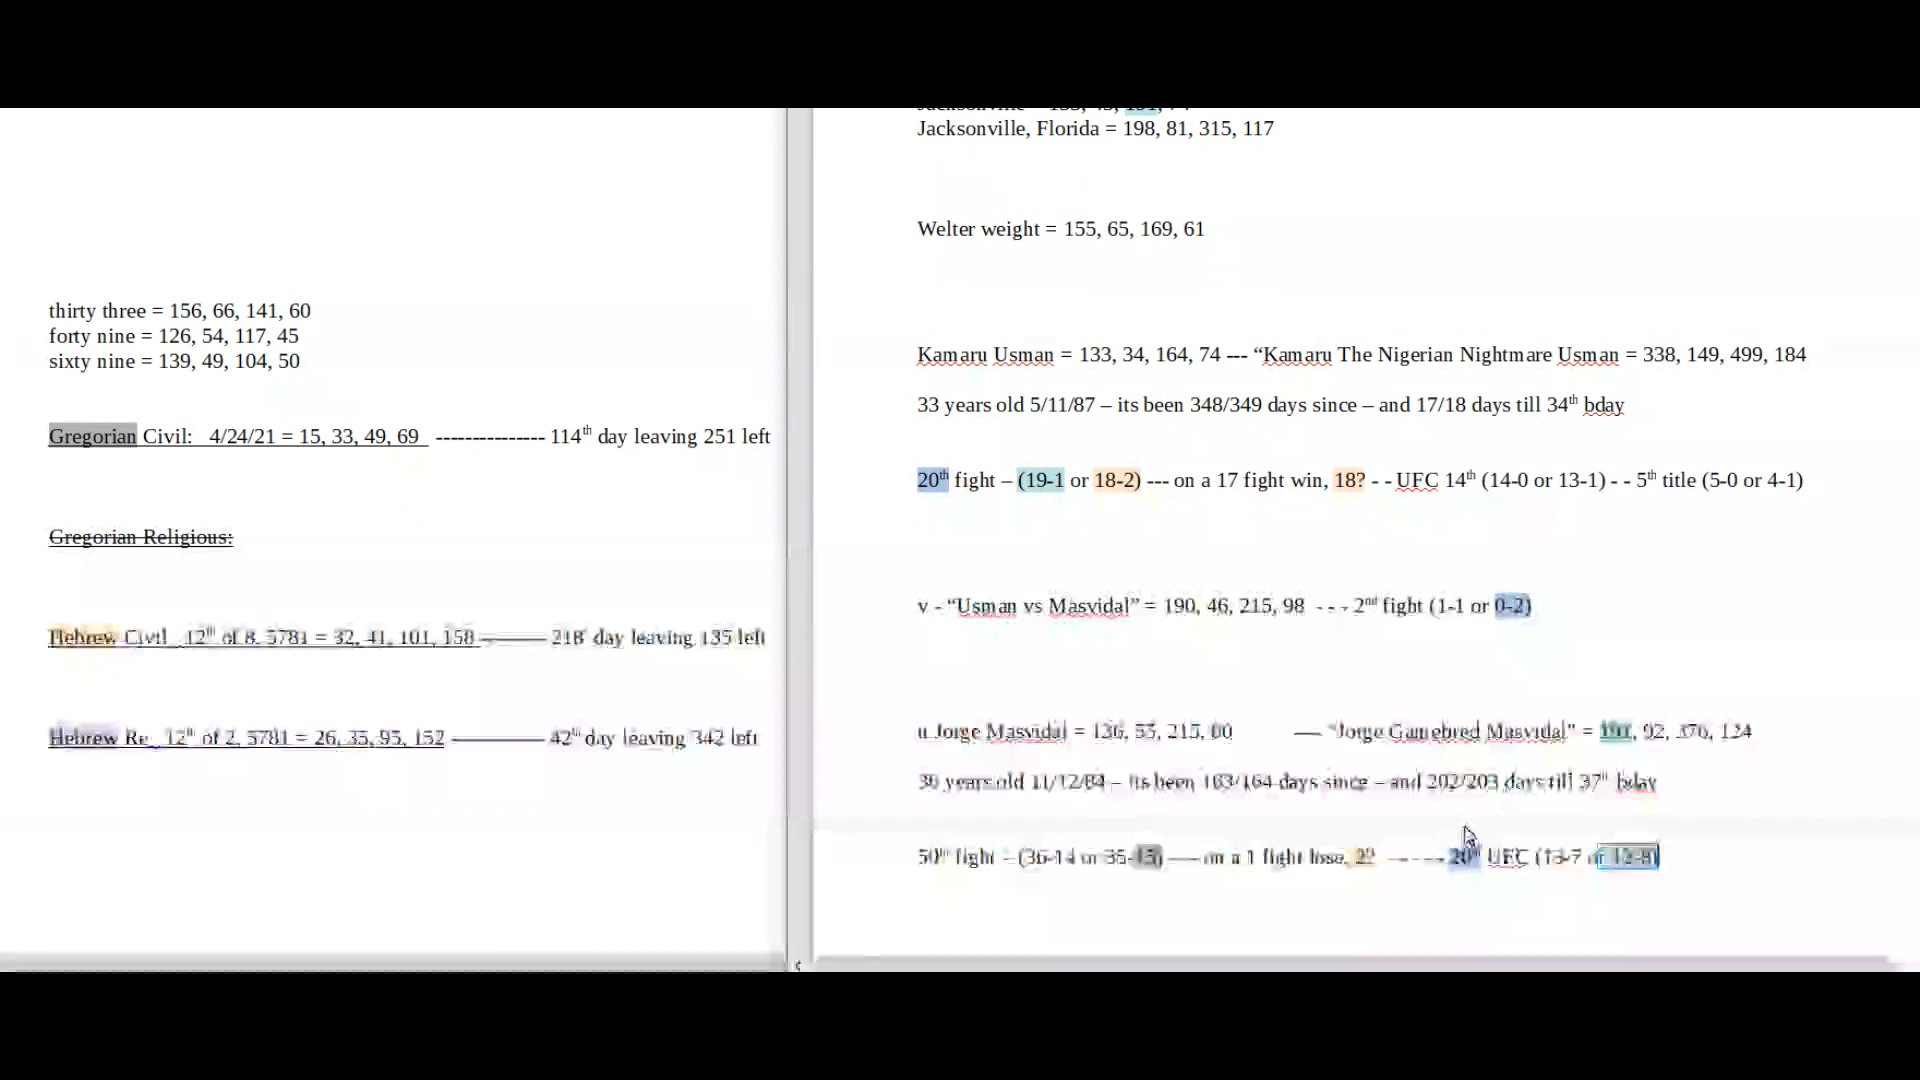 thirty three = 156, 66, 141, 60
forty nine = 126, 54, 117, 45
sixty nine = 139, 49, 104, 50
Gregorian Civil: 4/24/21 = 15, 33, 49, 69 --------------- 114th day leaving 251 left
Gregorian Religious:
Hebrew Civil 12th of 8, 5781 = 32, 41, 101, 158 ——— 218 day leaving 135 left
Hebrew Re 12th of 2, 5781 = 26, 35, 95, 152 ———— 42th day leaving 342 left
Jacksonville, Florida = 198, 81, 315, 117
Welter weight = 155, 65, 169, 61
Kamaru Usman = 133, 34, 164, 74 --- “Kamaru The Nigerian Nightmare Usman = 338, 149, 499, 184
33 years old 5/11/87 – its been 348/349 days since – and 17/18 days till 34th bday
20th fight – (19-1 or 18-2) --- on a 17 fight win, 18? - - UFC 14th (14-0 or 13-1) - - 5th title (5-0 or 4-1)
v - “Usman vs Masvidal” = 190, 46, 215, 98 - - - 2nd fight (1-1 or 0-2)
Jorge Masvidal = 136, 55, 215, — “Jorge Gamebred Masvidal” = 92, 370, 124
36 years old 11/12/84 – its been 163/164 days since – and 202/203 days till 37th bday
50th fight – (36-14 or 35-15) —— on a 1 fight lose, 2? ----- 20th UFC (13-7 or 12-8)